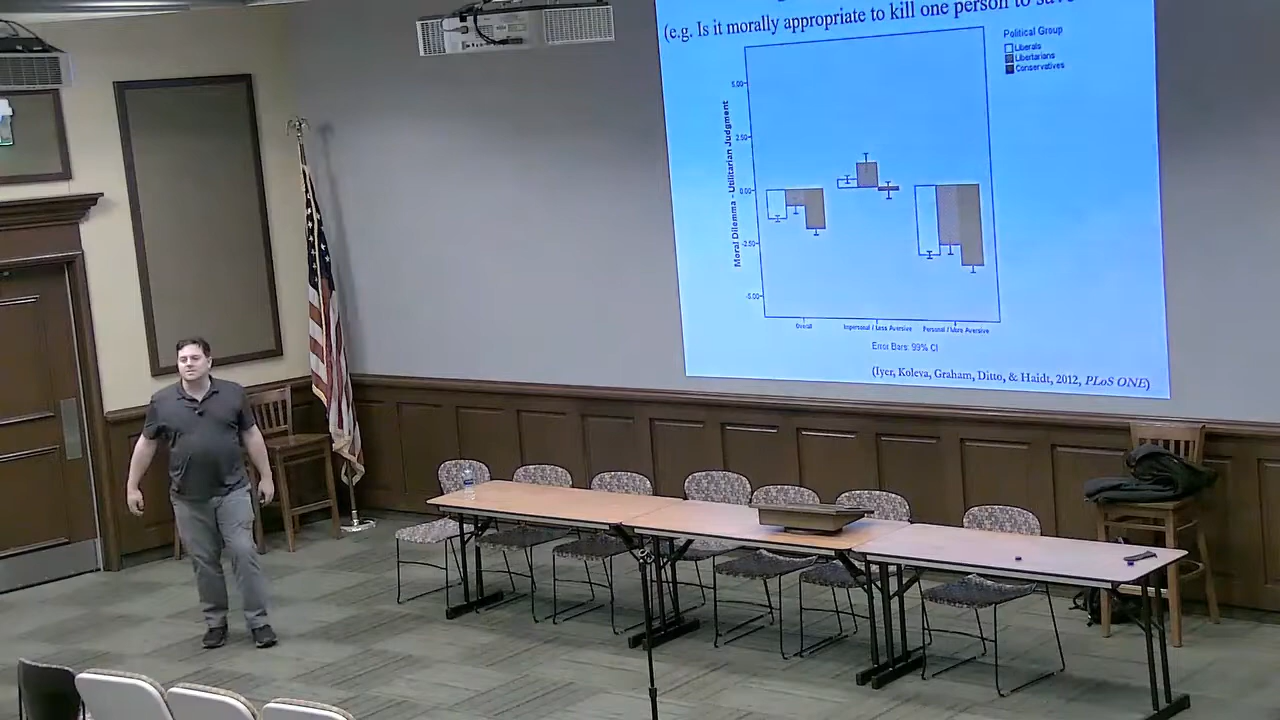 (e.g. Is it morally appropriate to kill one person to save
Political Group
Liberals
Libertarians
Conservatives
Moral Dilemma - Utilitarian Judgment
5.00
2.50
0.00
-2.50
-5.00
Overall
Impersonal / Less Aversive
Personal / More Aversive
Error Bars: 99% CI
(Iyer, Koleva, Graham, Ditto, & Haidt, 2012, PLoS ONE)